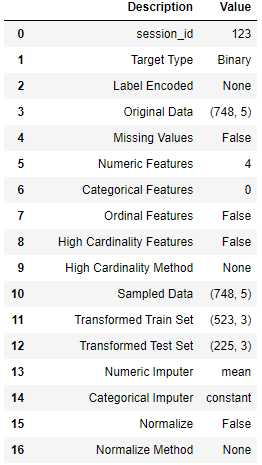 Description Value
0 session_id 123
1 Target Type Binary
2 Label Encoded None
3 Original Data (748, 5)
4 Missing Values False
5 Numeric Features 4
6 Categorical Features 0
7 Ordinal Features False
8 High Cardinality Features False
9 High Cardinality Method None
10 Sampled Data (748, 5)
11 Transformed Train Set (523, 3)
12 Transformed Test Set (225, 3)
13 Numeric Imputer mean
14 Categorical Imputer constant
15 Normalize False
16 Normalize Method None